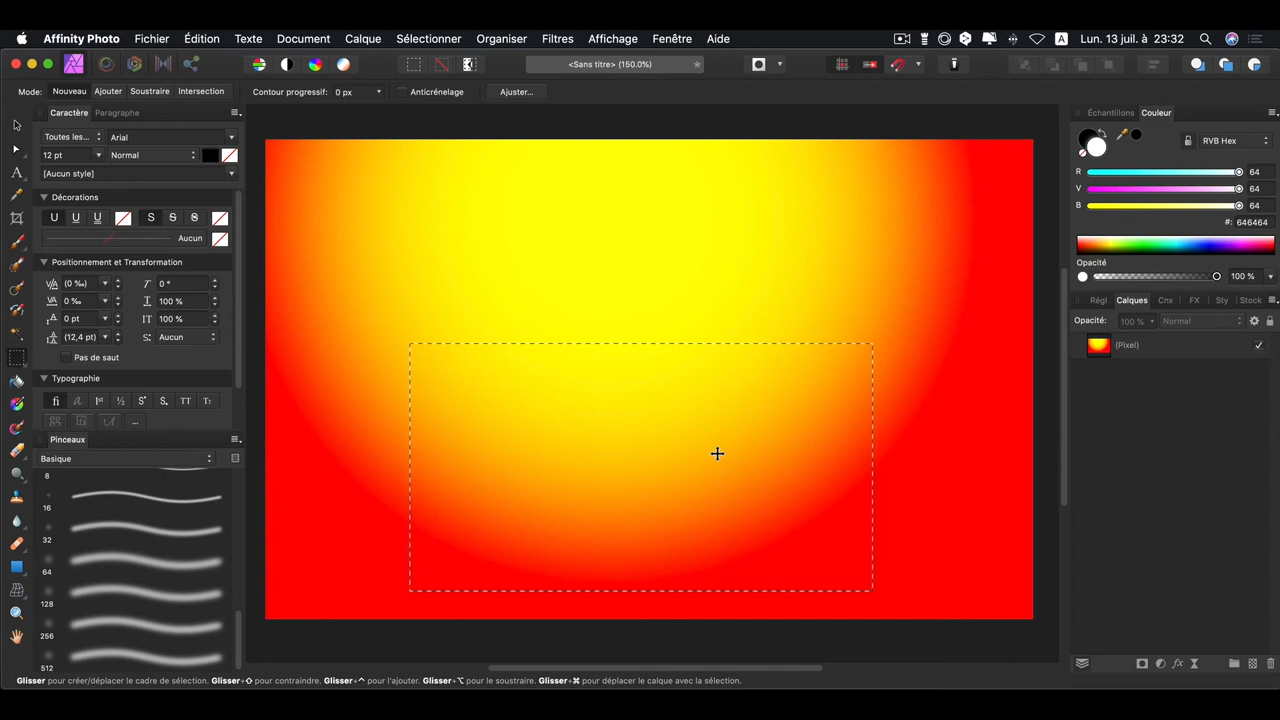 Affinity Photo Fichier Édition Texte Document Calque Sélectionner Organiser Filtres Affichage Fenêtre Aide A Lun. 13 juil. à 23:32
<Sans titre> (150.0%) *
Mode: Nouveau Ajouter Soustraire Intersection Contour progressif: 0 px Anticrénelage Ajuster...
Caractère Paragraphe
Échantillons Couleur
Toutes les... Arial
RVB Hex
12 pt Normal
[Aucun style]
R 64
V 64
B 64
Décorations
U U U S S S
#: 646464
Aucun
Positionnement et Transformation
Opacité
100 %
(0 ‰) 0 °
0 % 100 %
0 pt 100 %
(12,4 pt) Aucun
Pas de saut
Régl Calques Cnx FX Sty Stock
Opacité: 100 % Normal
(Pixel)
Typographie
fi a 1st ½ S S. TT Tт
...
Pinceaux
Basique
8
16
32
64
128
256
512
Glisser pour créer/déplacer le cadre de sélection. Glisser+⇧ pour contraindre. Glisser+⌃ pour l'ajouter. Glisser+⌥ pour le soustraire. Glisser+⌘ pour déplacer le calque avec la sélection.